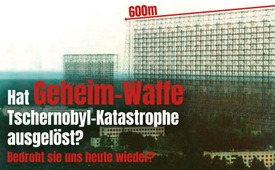 600m
Hat Geheim-Waffe
Tschernobyl-Katastrophe
ausgelöst?
Bedroht sie uns heute wieder?